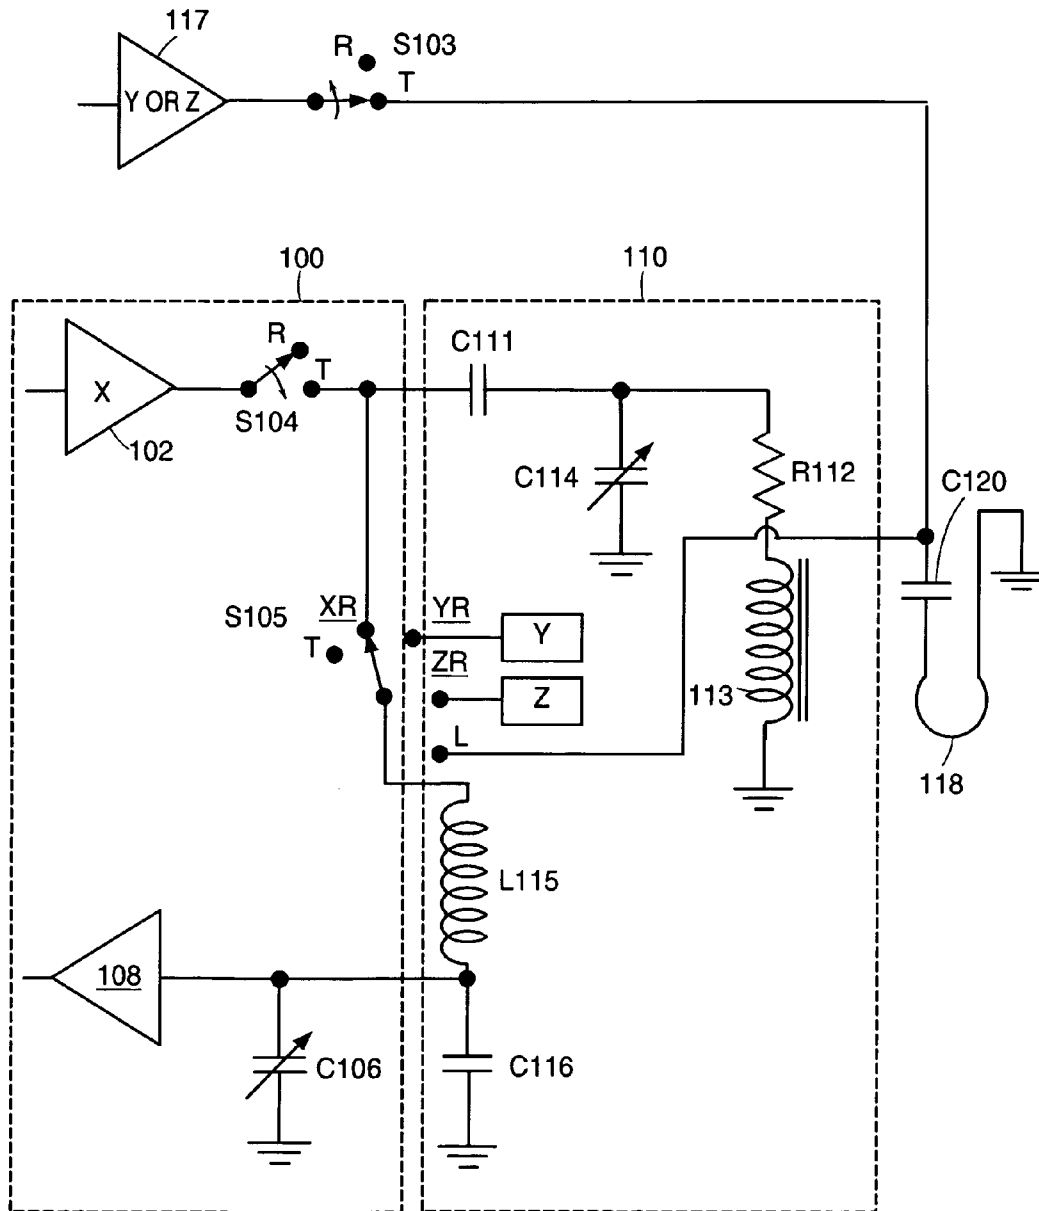 117
Y OR Z
R
S103
T
100
110
X
R
T
S104
102
C111
C114
R112
C120
S105
XR
T
YR
Y
ZR
Z
L
113
118
L115
108
C106
C116